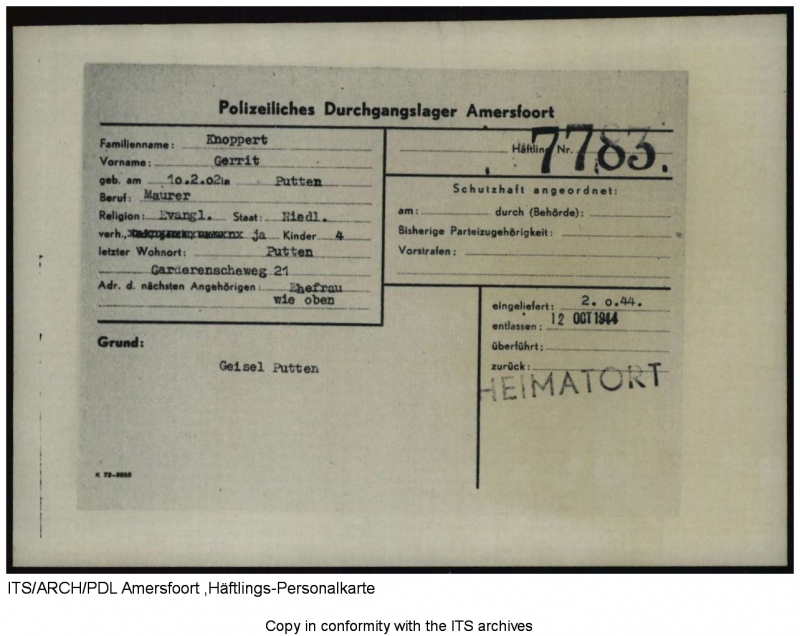 Polizeiliches Durchgangslager Amersfoort
Familienname: Knoppert
Vorname: Gerrit
geb. am 10.2.02 in Putten
Beruf: Maurer
Religion: Evangl. Staat: Niedl.
verh., ja Kinder 4
letzter Wohnort: Putten
Garderenscheweg 21
Adr. d. nächsten Angehörigen: Ehefrau
wie oben
Häftling Nr. 7783.
Schutzhaft angeordnet:
am: durch (Behörde):
Bisherige Parteizugehörigkeit:
Vorstrafen:
eingeliefert: 2. o.44.
entlassen: 12 OCT 1944
überführt:
zurück:
HEIMATORT
Grund:
Geisel Putten
ITS/ARCH/PDL Amersfoort ,Häftlings-Personalkarte
Copy in conformity with the ITS archives